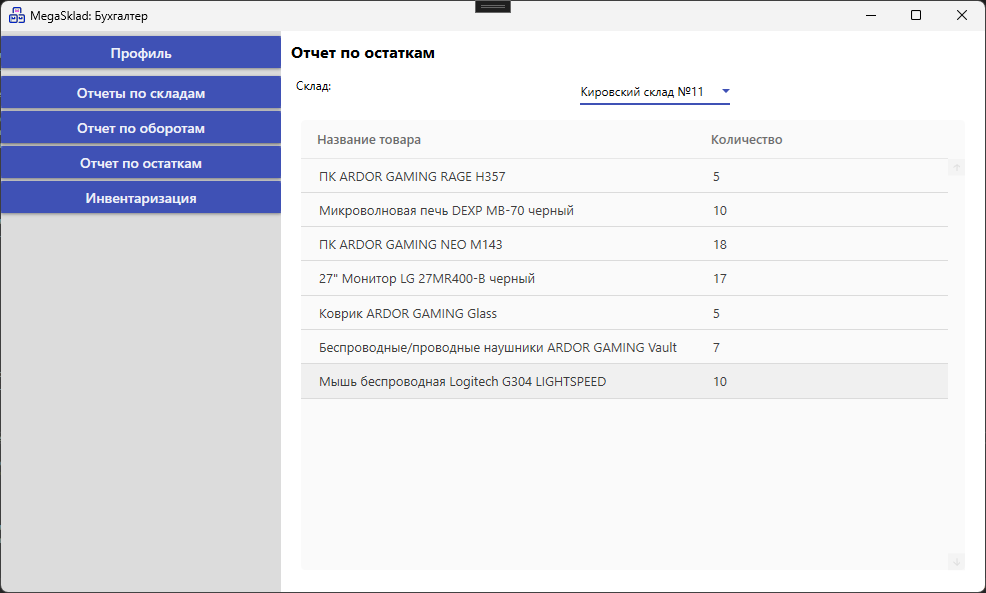 MegaSklad: Бухгалтер
Профиль
Отчеты по складам
Отчет по оборотам
Отчет по остаткам
Инвентаризация
Отчет по остаткам
Склад:
Кировский склад №11
Название товара Количество
ПК ARDOR GAMING RAGE H357 5
Микроволновая печь DEXP MB-70 черный 10
ПК ARDOR GAMING NEO M143 18
27" Монитор LG 27MR400-B черный 17
Коврик ARDOR GAMING Glass 5
Беспроводные/проводные наушники ARDOR GAMING Vault 7
Мышь беспроводная Logitech G304 LIGHTSPEED 10